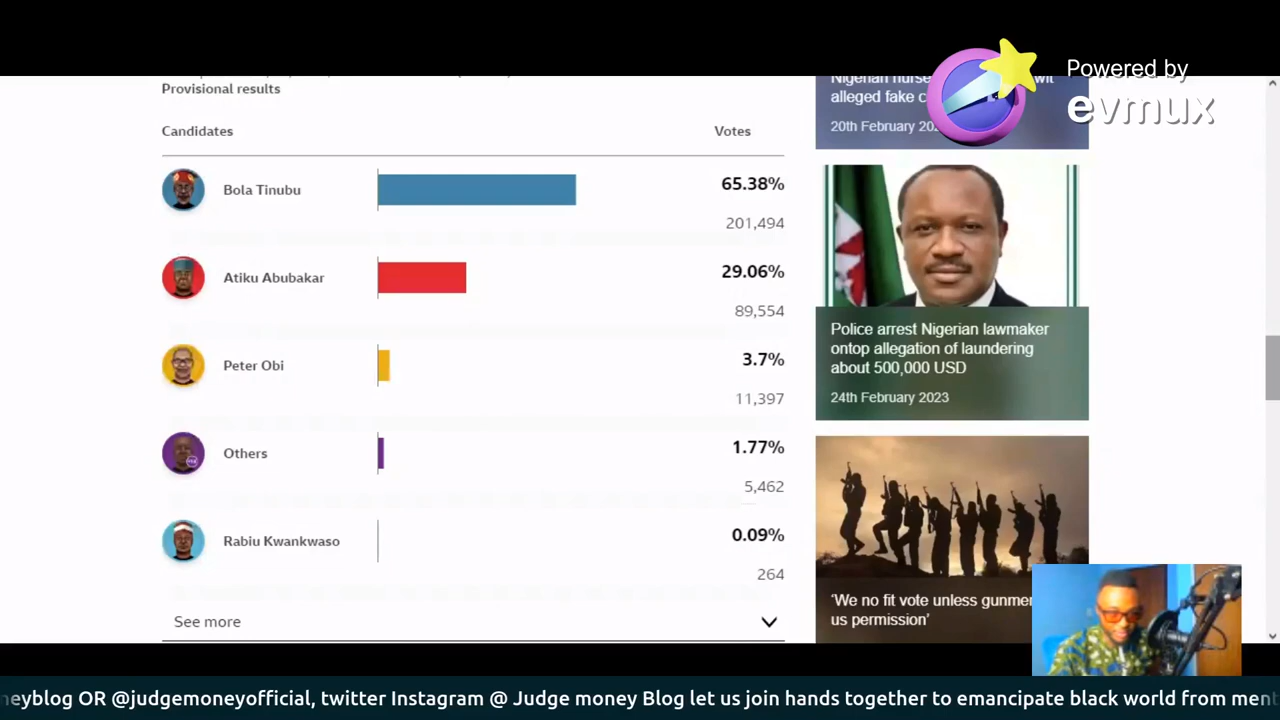 Powered by
evmux
Provisional results
Candidates
Votes
Bola Tinubu
65.38%
201,494
Atiku Abubakar
29.06%
89,554
Peter Obi
3.7%
11,397
Others
1.77%
5,462
Rabiu Kwankwaso
0.09%
264
See more
Nigerian nurse
alleged fake
20th February
Police arrest Nigerian lawmaker
ontop allegation of laundering
about 500,000 USD
24th February 2023
‘We no fit vote unless gunmen
us permission’
neyblog OR @judgemoneyofficial, twitter Instagram @ Judge money Blog let us join hands together to emancipate black world from ment